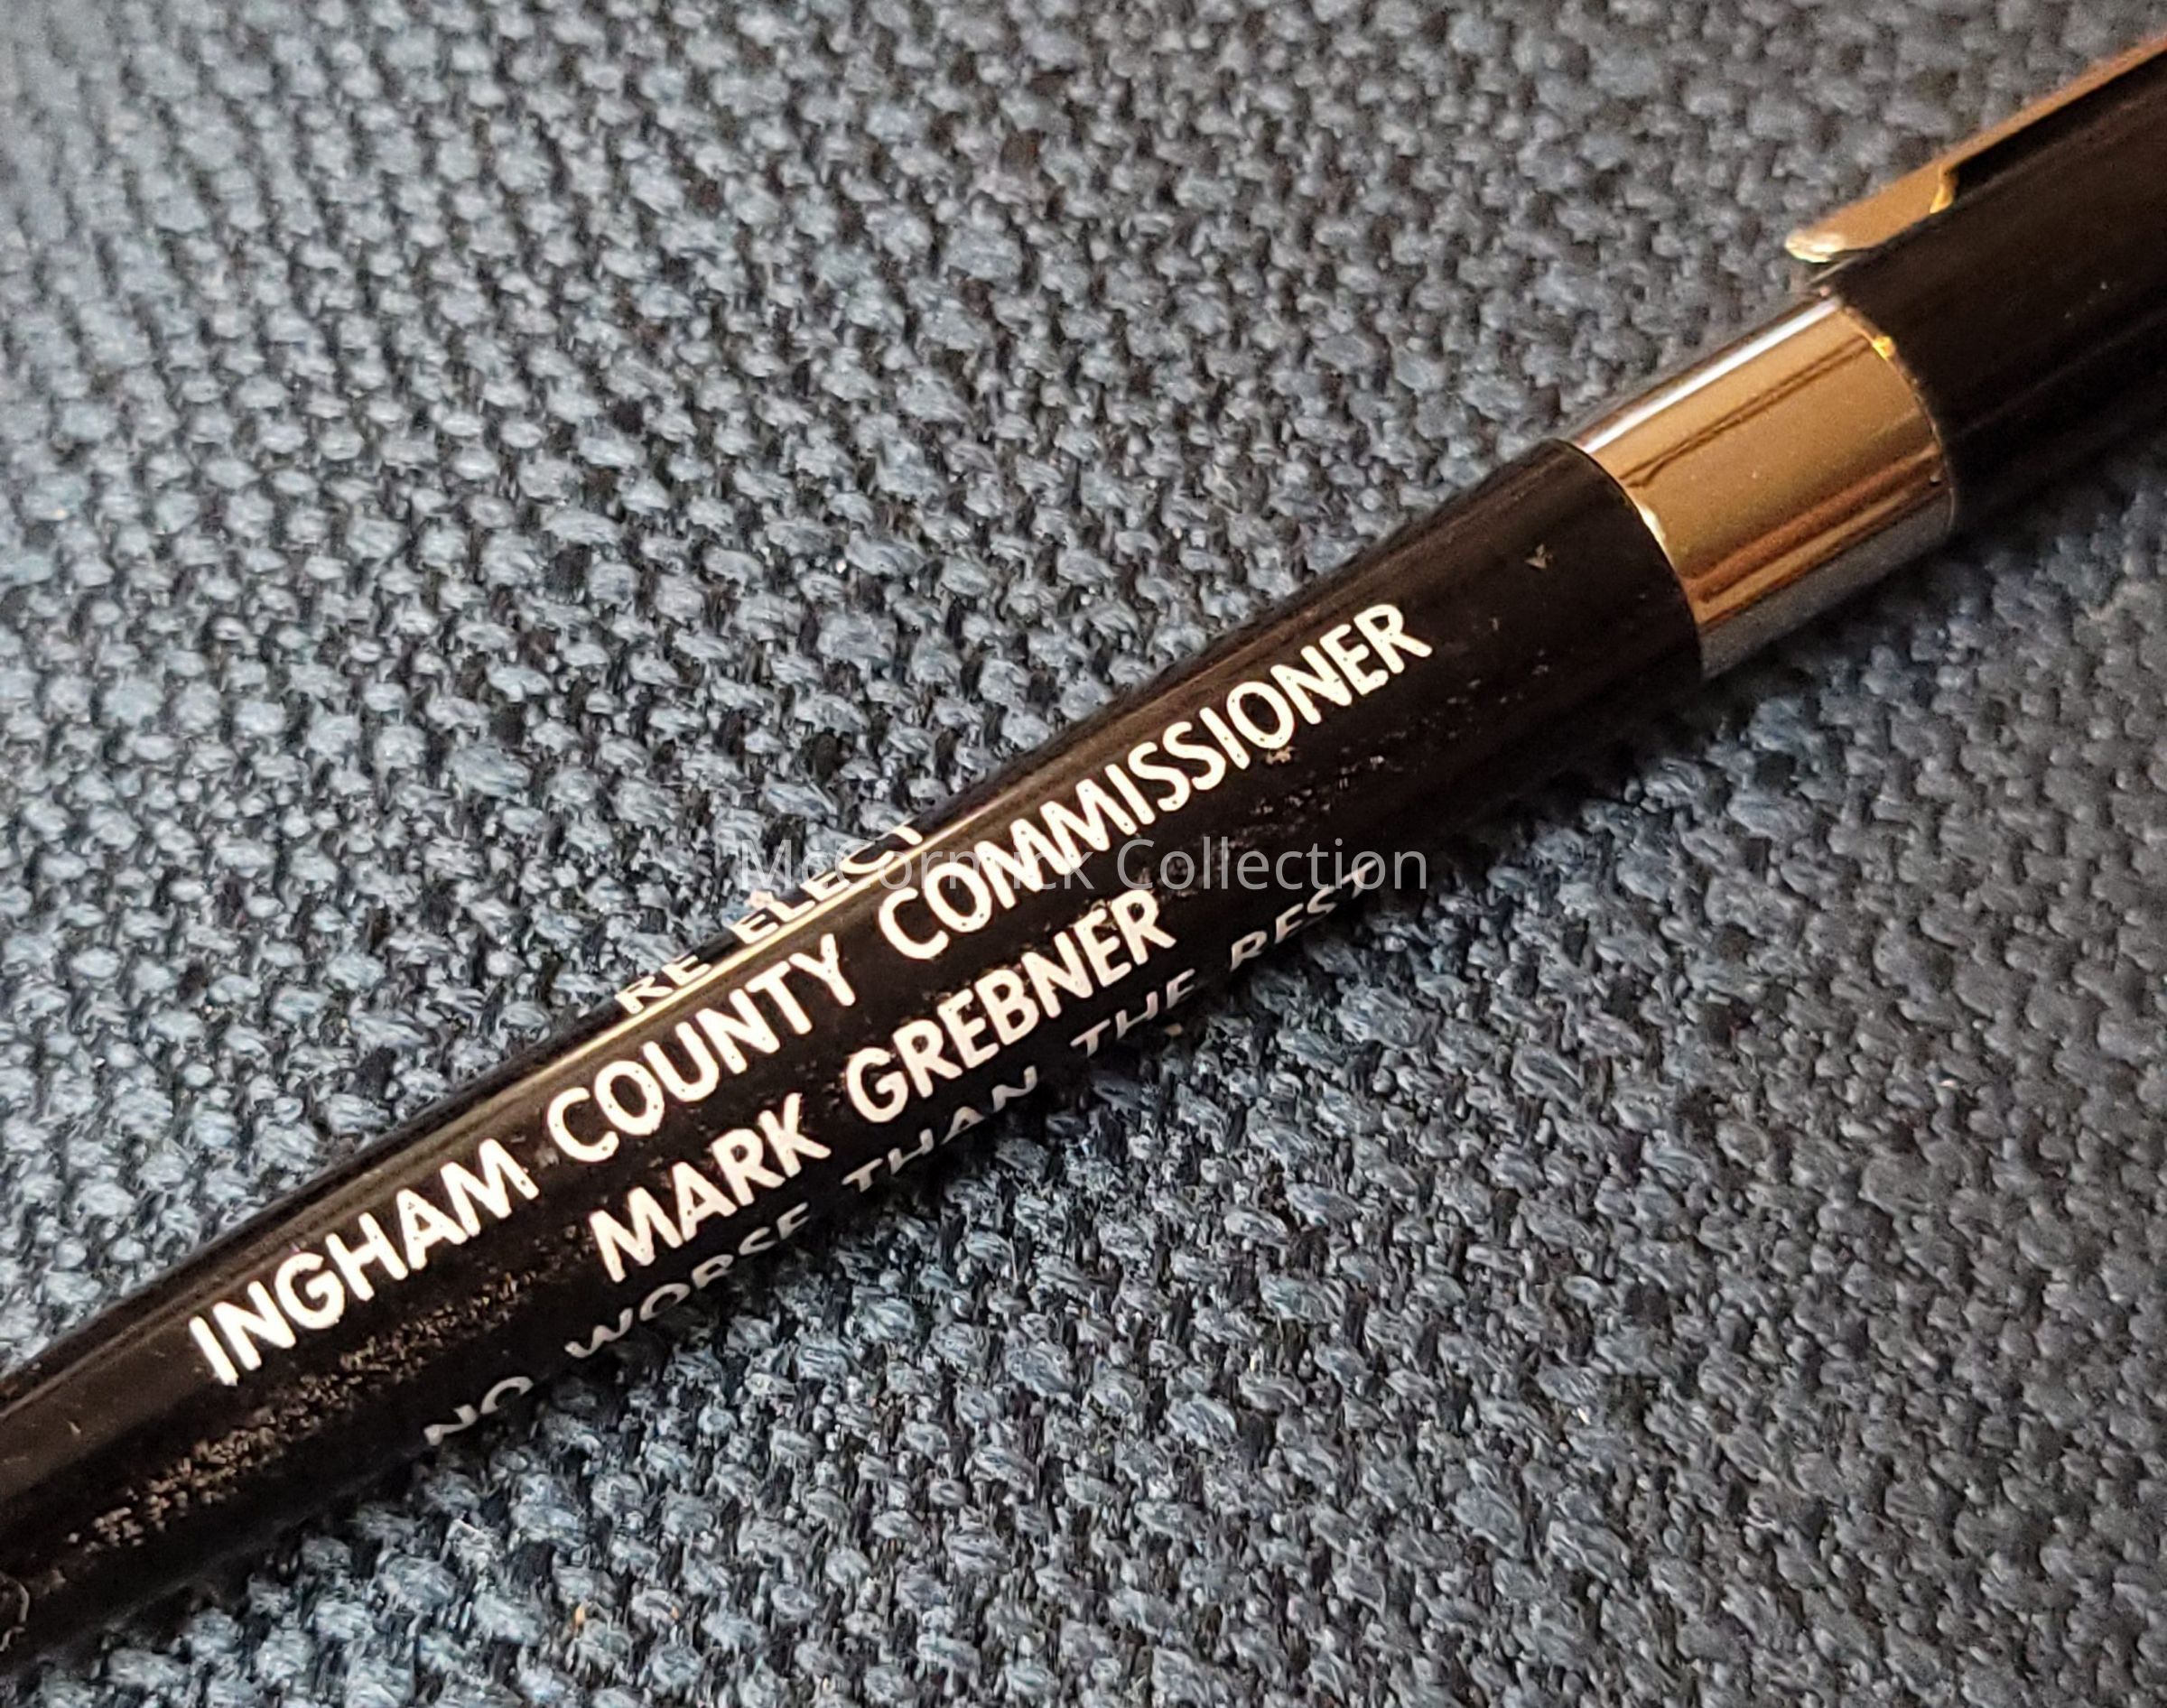 RE ELECT
INGHAM COUNTY COMMISSIONER
MARK GREBNER
NO WORSE THAN THE REST
McCormick Collection